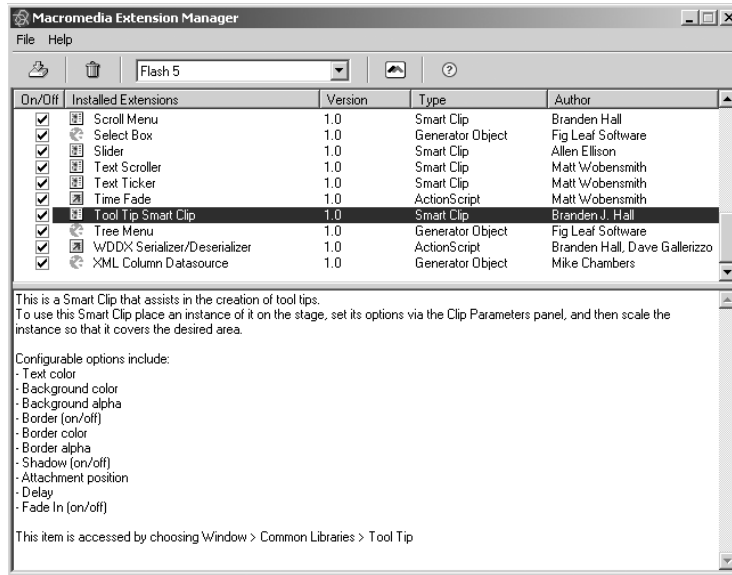 Macromedia Extension Manager
File Help
Flash 5
On/Off Installed Extensions Version Type Author
Scroll Menu 1.0 Smart Clip Branden Hall
Select Box 1.0 Generator Object Fig Leaf Software
Slider 1.0 Smart Clip Allen Ellison
Text Scroller 1.0 Smart Clip Matt Wobensmith
Text Ticker 1.0 Smart Clip Matt Wobensmith
Time Fade 1.0 ActionScript Matt Wobensmith
Tool Tip Smart Clip 1.0 Smart Clip Branden J. Hall
Tree Menu 1.0 Generator Object Fig Leaf Software
WDDX Serializer/Deserializer 1.0 ActionScript Branden Hall, Dave Gallerizzo
XML Column Datasource 1.0 Generator Object Mike Chambers
This is a Smart Clip that assists in the creation of tool tips.
To use this Smart Clip place an instance of it on the stage, set its options via the Clip Parameters panel, and then scale the
instance so that it covers the desired area.
Configurable options include:
- Text color
- Background color
- Background alpha
- Border (on/off)
- Border color
- Border alpha
- Shadow (on/off)
- Attachment position
- Delay
- Fade In (on/off)
This item is accessed by choosing Window > Common Libraries > Tool Tip